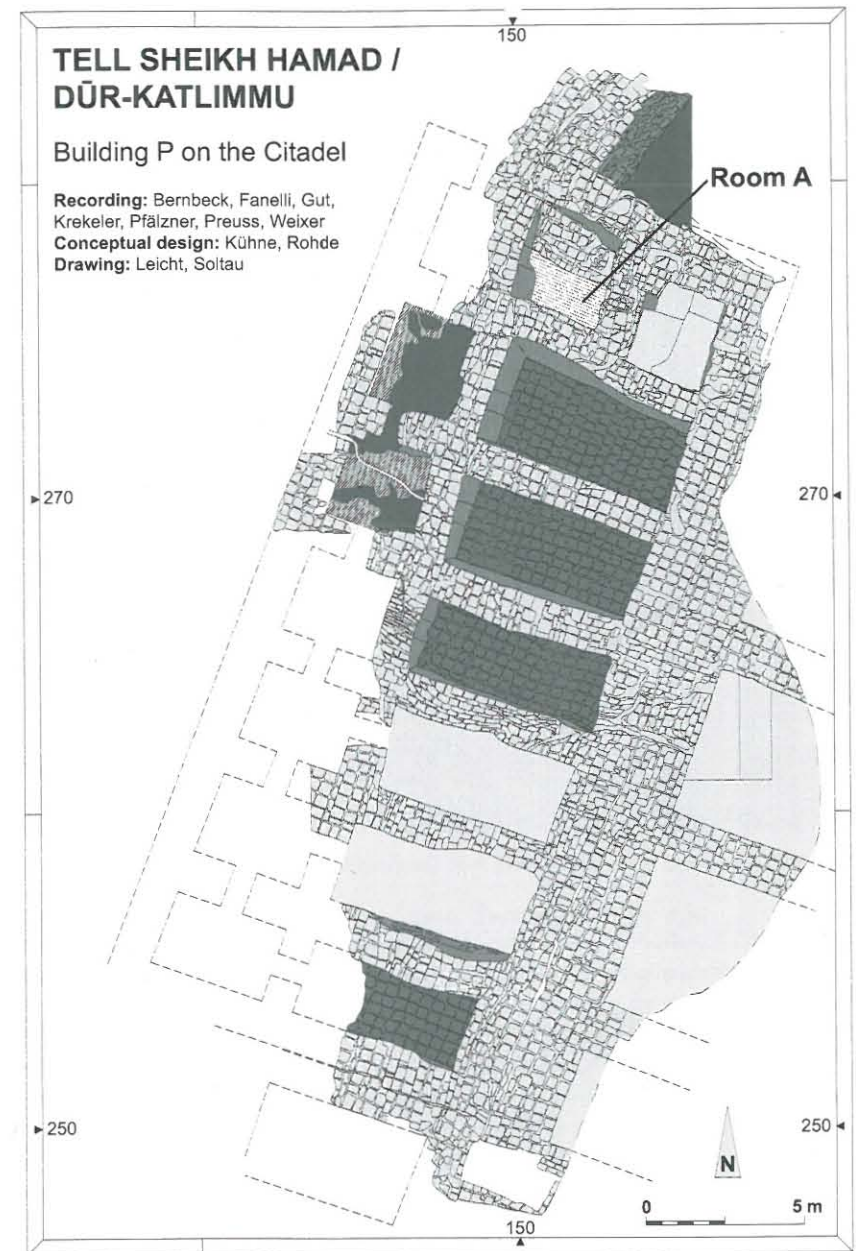 150
TELL SHEIKH HAMAD /
DŪR-KATLIMMU
Building P on the Citadel
Recording: Bernbeck, Fanelli, Gut,
Krekeler, Pfälzner, Preuss, Weixer
Conceptual design: Kühne, Rohde
Drawing: Leicht, Soltau
Room A
270
270
250
250
N
0 5 m
150